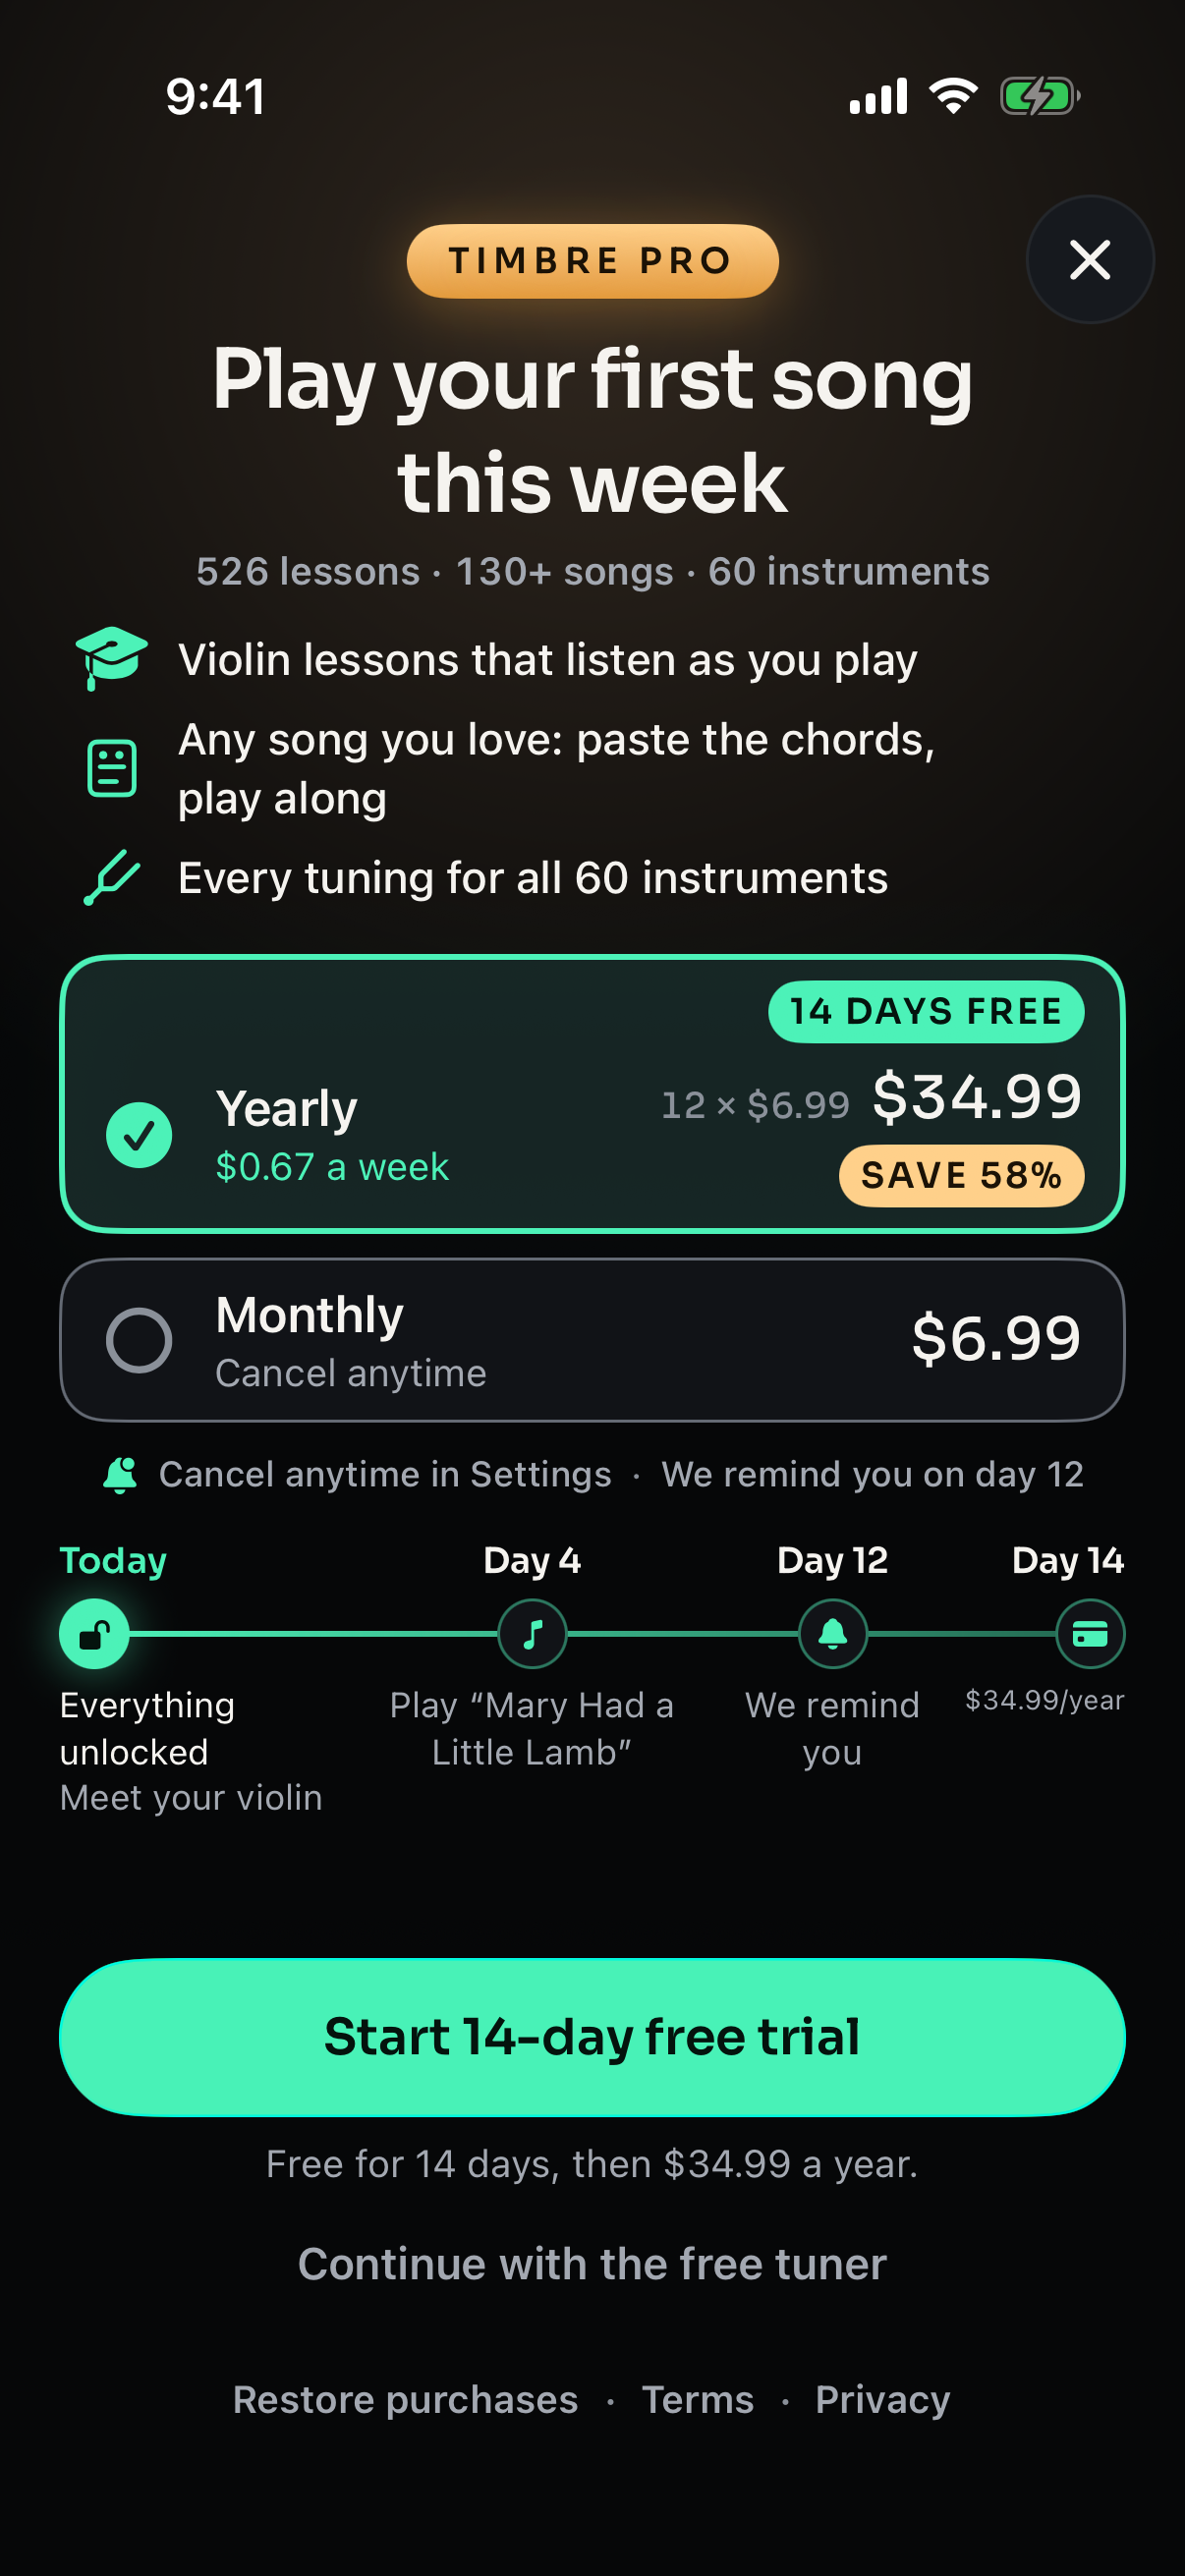 9:41
TIMBRE PRO
Play your first song
this week
526 lessons · 130+ songs · 60 instruments
Violin lessons that listen as you play
Any song you love: paste the chords,
play along
Every tuning for all 60 instruments
14 DAYS FREE
Yearly
12 × $6.99 $34.99
$0.67 a week
SAVE 58%
Monthly
$6.99
Cancel anytime
Cancel anytime in Settings · We remind you on day 12
Today Day 4 Day 12 Day 14
Everything
unlocked
Meet your violin
Play “Mary Had a
Little Lamb”
We remind
you
$34.99/year
Start 14-day free trial
Free for 14 days, then $34.99 a year.
Continue with the free tuner
Restore purchases · Terms · Privacy